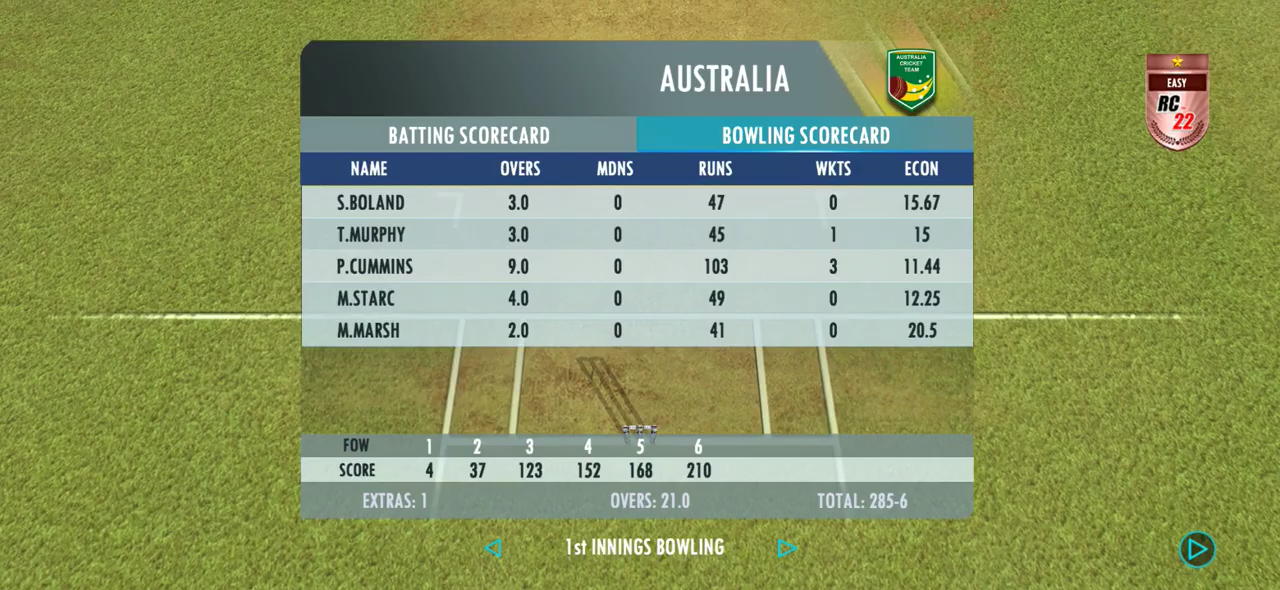 AUSTRALIA
AUSTRALIA
CRICKET
TEAM
EASY
RC
22
BATTING SCORECARD BOWLING SCORECARD
NAME OVERS MDNS RUNS WKTS ECON
S.BOLAND 3.0 0 47 0 15.67
T.MURPHY 3.0 0 45 1 15
P.CUMMINS 9.0 0 103 3 11.44
M.STARC 4.0 0 49 0 12.25
M.MARSH 2.0 0 41 0 20.5
FOW 1 2 3 4 5 6
SCORE 4 37 123 152 168 210
EXTRAS: 1 OVERS: 21.0 TOTAL: 285-6
1st INNINGS BOWLING